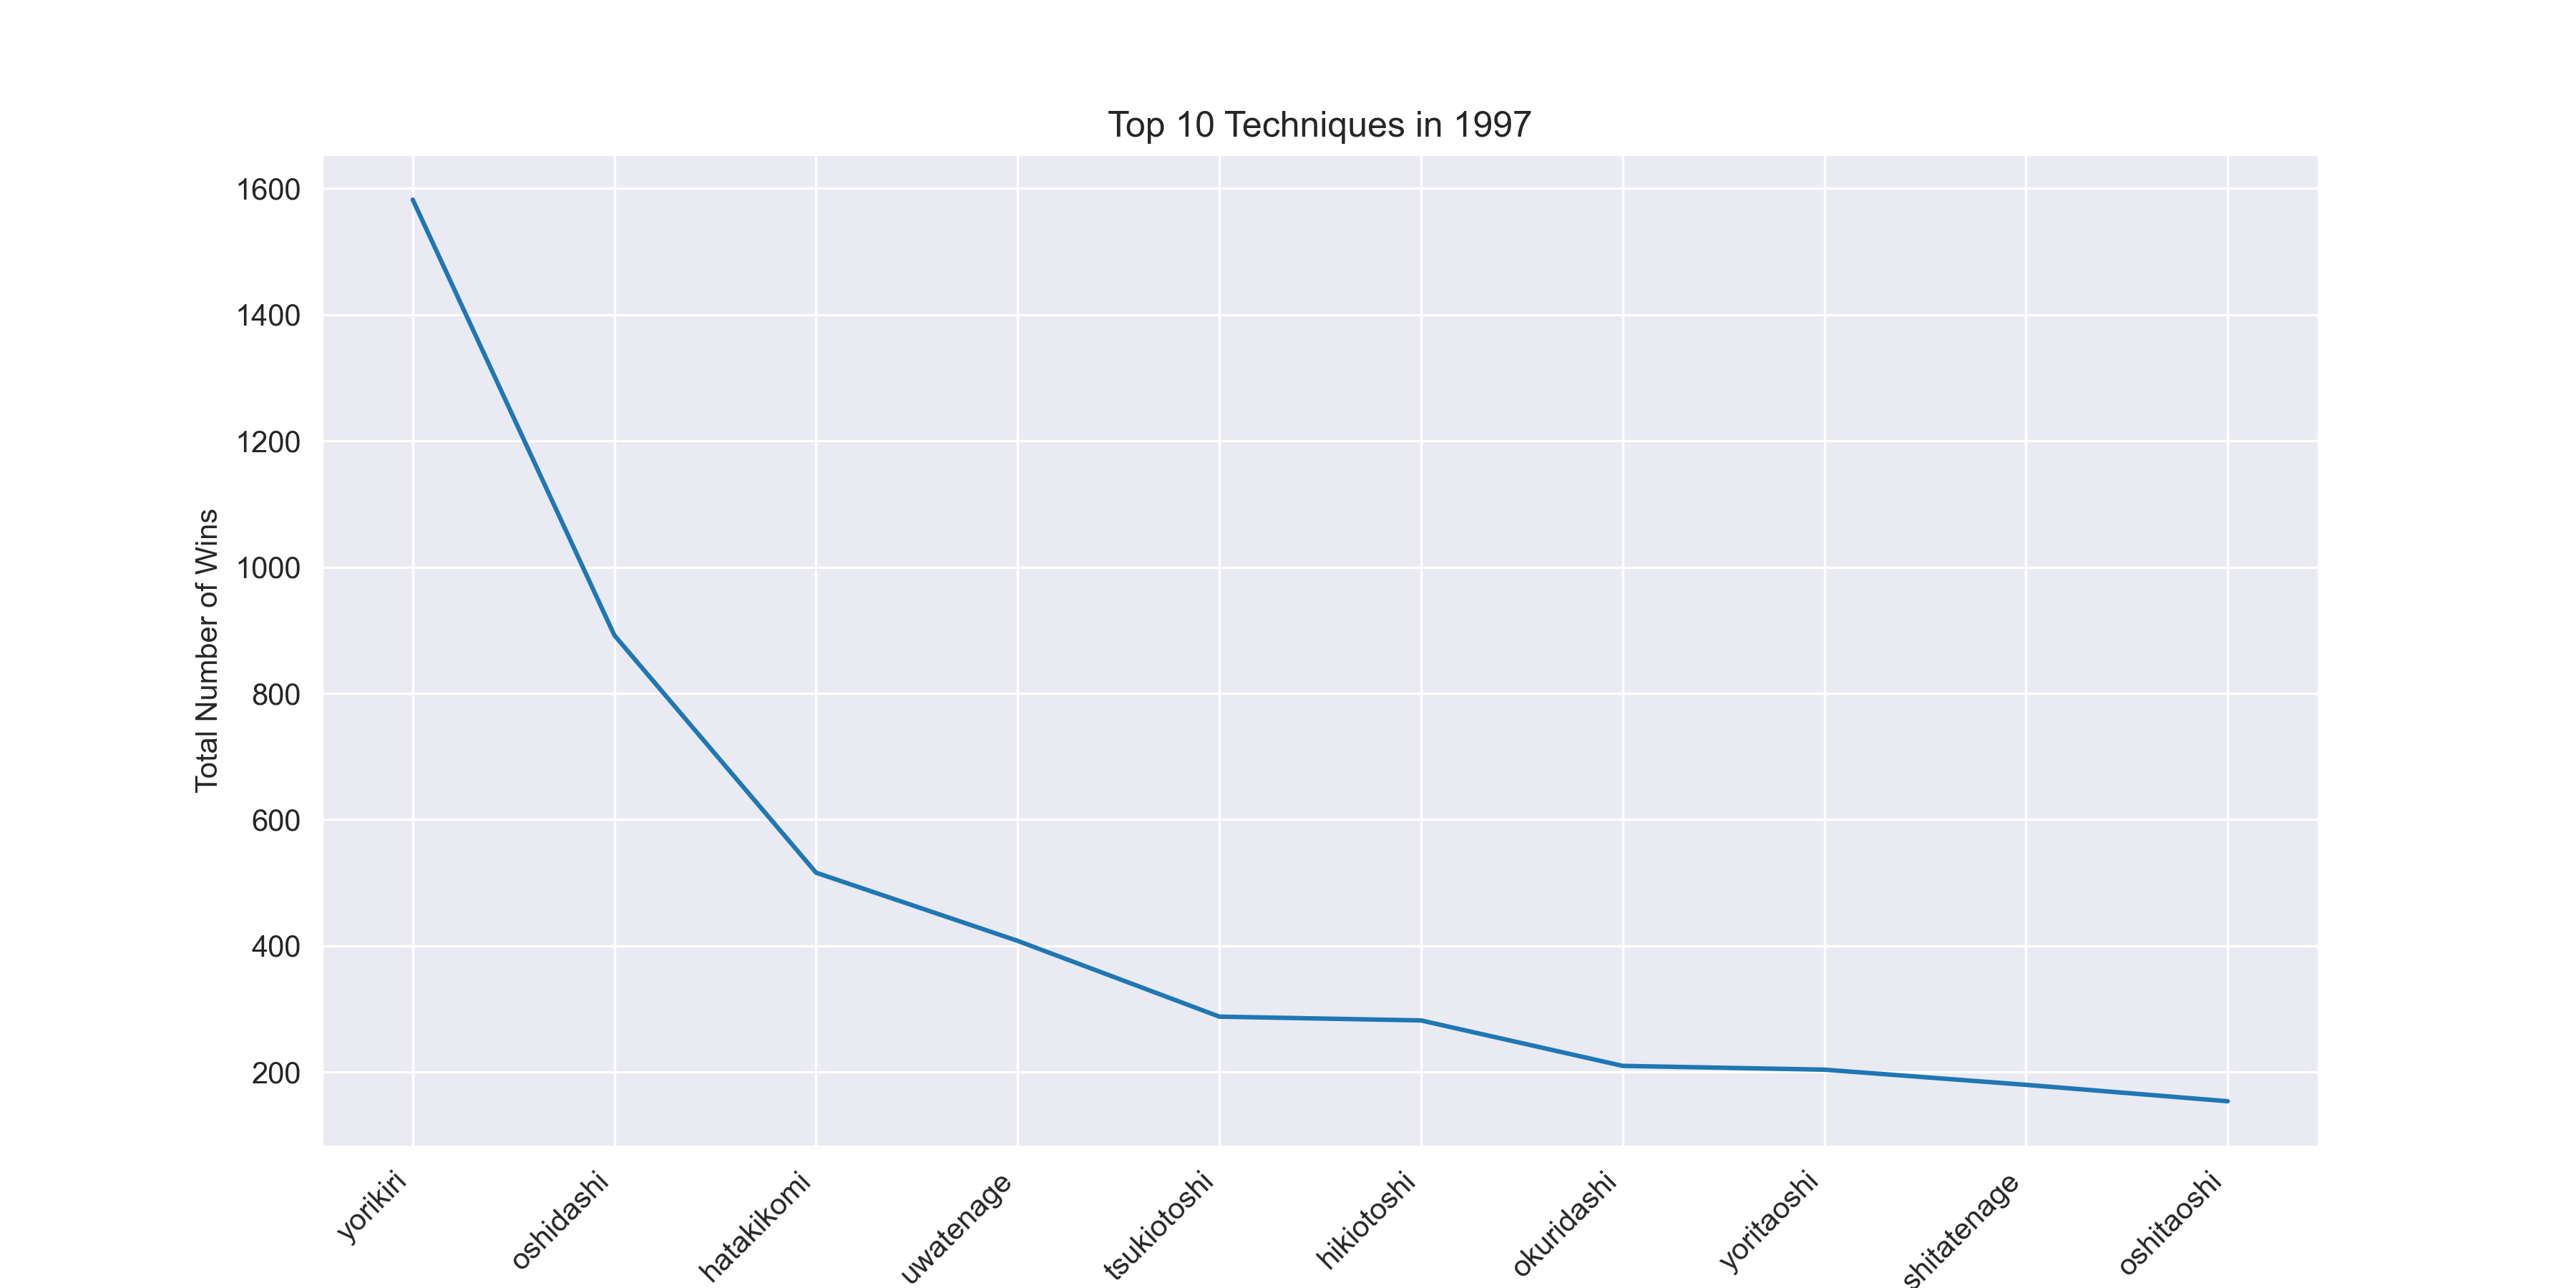 Top 10 Techniques in 1997
Total Number of Wins
1600
1400
1200
1000
800
600
400
200
yorikiri
oshidashi
hatakikomi
uwatenage
tsukiotoshi
hikiotoshi
okuridashi
yoritaoshi
shitatenage
oshitaoshi